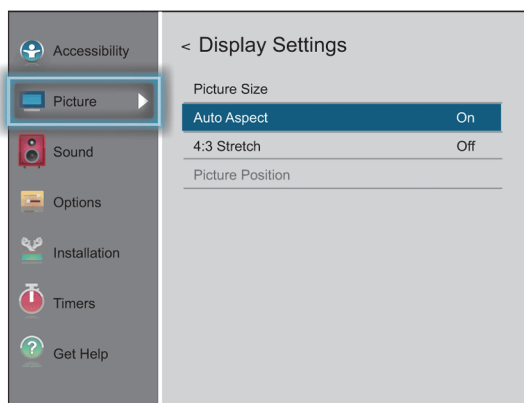 Accessibility
Picture
Sound
Options
Installation
Timers
Get Help
< Display Settings
Picture Size
Auto Aspect On
4:3 Stretch Off
Picture Position